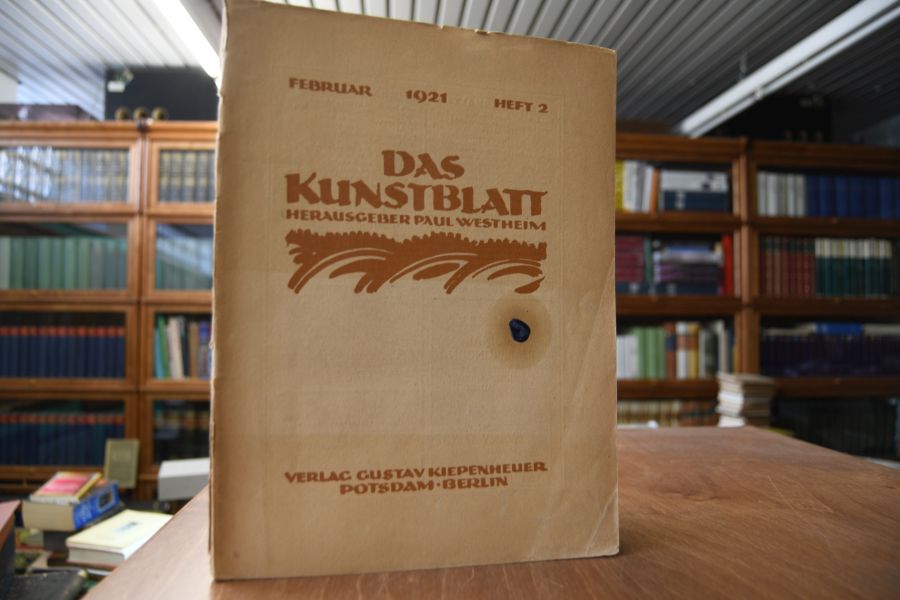 FEBRUAR 1921 HEFT 2
DAS
KUNSTBLATT
HERAUSGEBER PAUL WESTHEIM
VERLAG GUSTAV KIEPENHEUER
POTSDAM · BERLIN